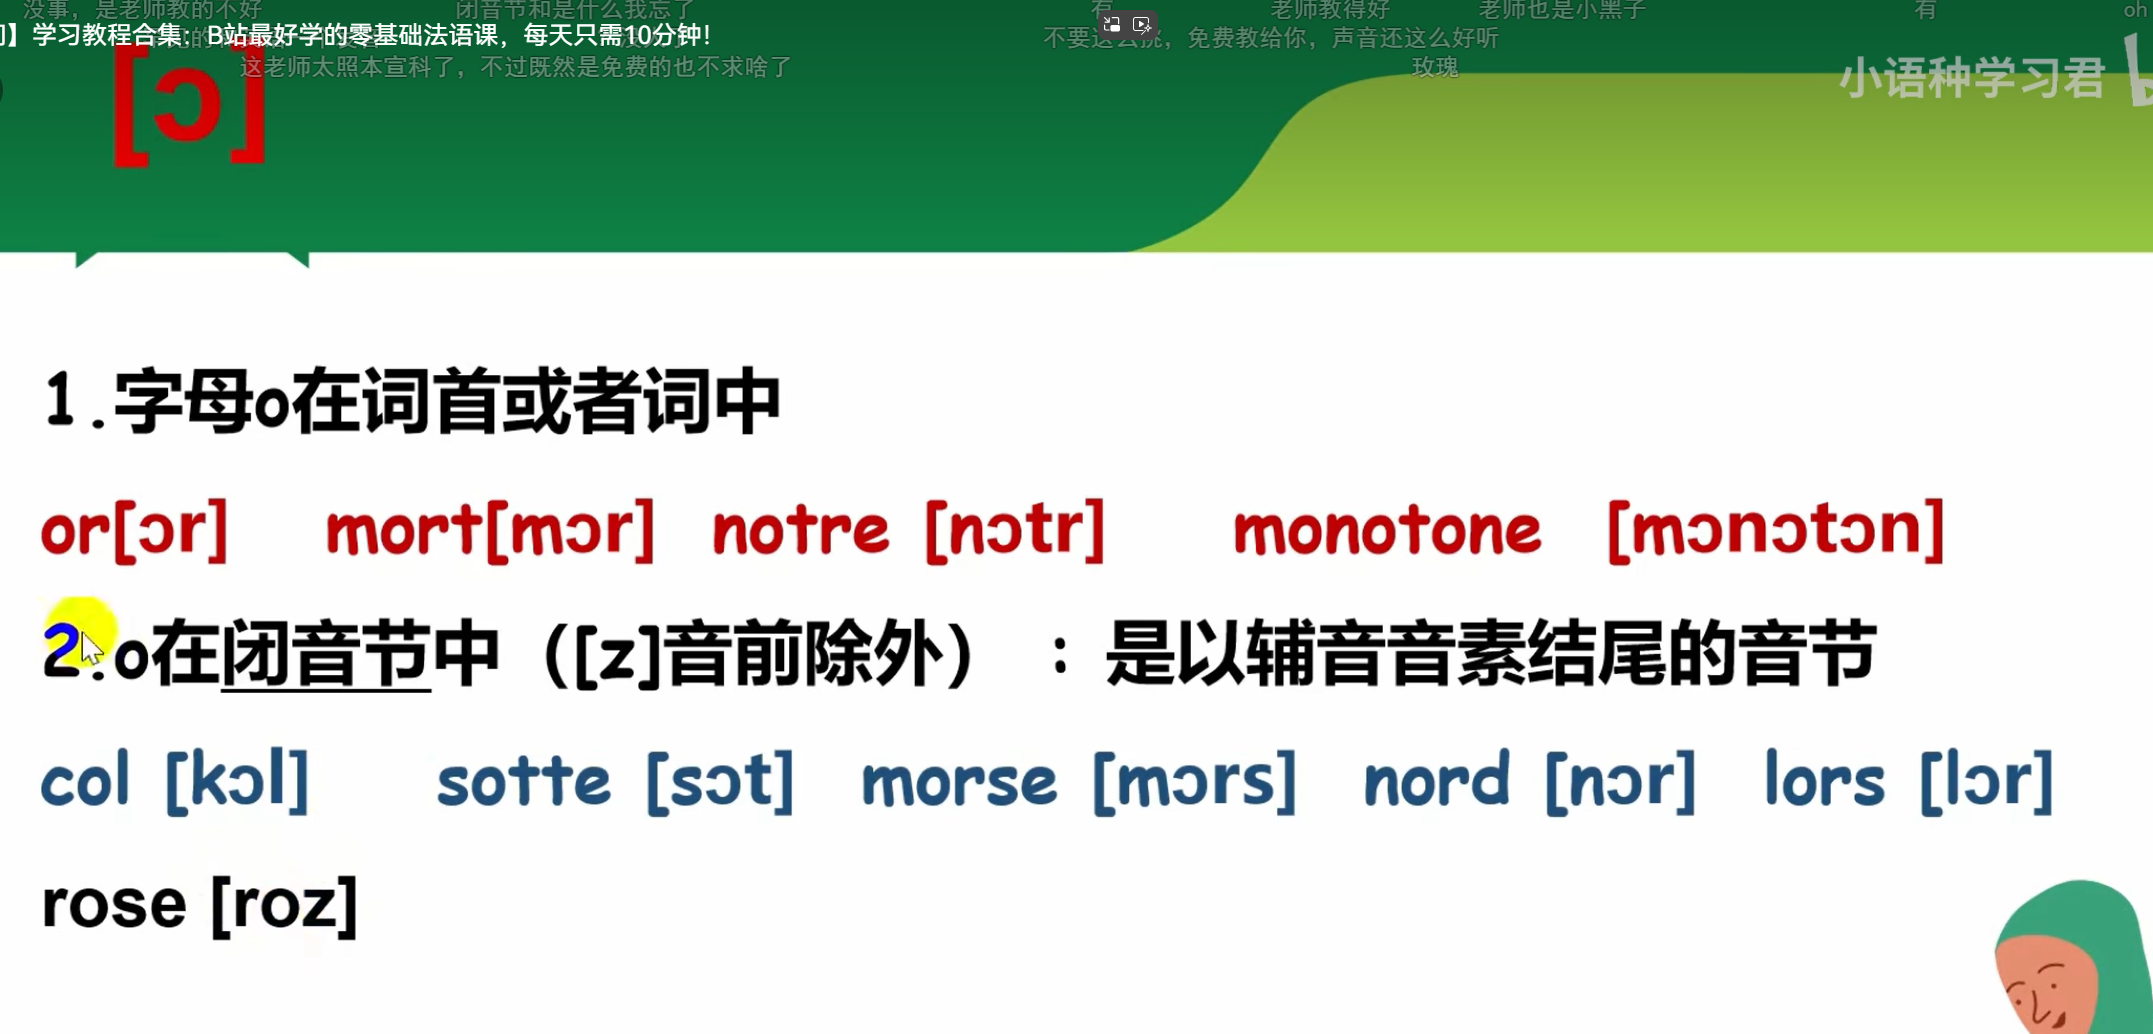 没事，是老师教的不好 闭音节和是什么我忘了 有 老师教得好 老师也是小黑子 有 oh
】学习教程合集：B站最好学的零基础法语课，每天只需10分钟！
不要这么挑，免费教给你，声音还这么好听
这老师太照本宣科了，不过既然是免费的也不求啥了 玫瑰
小语种学习君 b
[ɔ]
1.字母o在词首或者词中
or[ɔr] mort[mɔr] notre [nɔtr] monotone [mɔnɔtɔn]
2.o在闭音节中（[z]音前除外）：是以辅音音素结尾的音节
col [kɔl] sotte [sɔt] morse [mɔrs] nord [nɔr] lors [lɔr]
rose [roz]